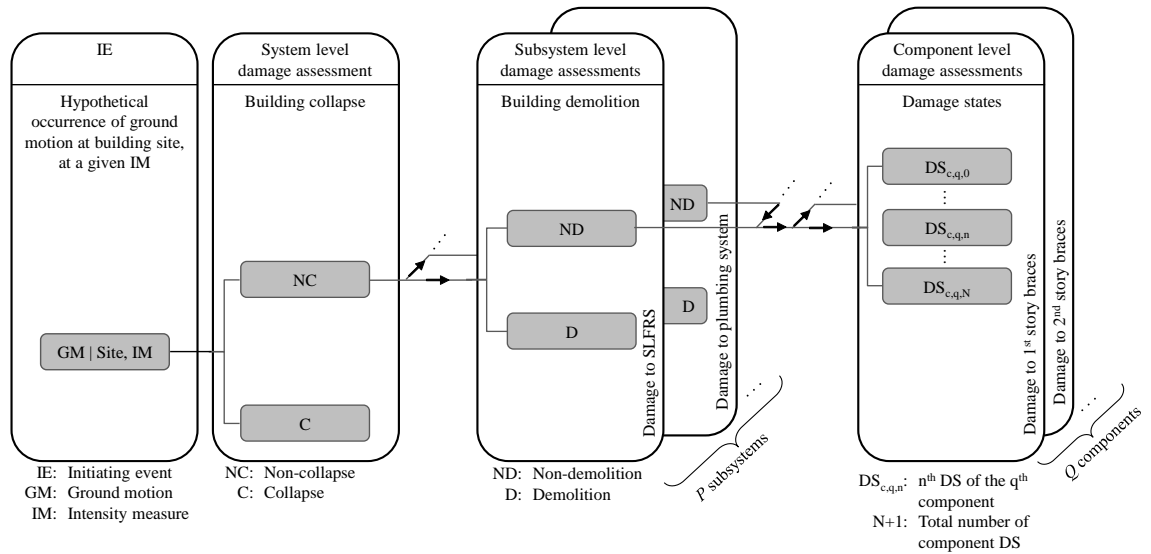 IE
Hypothetical
occurrence of ground
motion at building site,
at a given IM
GM | Site, IM
IE: Initiating event
GM: Ground motion
IM: Intensity measure
System level
damage assessment
Building collapse
NC
C
NC: Non-collapse
C: Collapse
Subsystem level
damage assessments
Building demolition
ND
D
Damage to SLFRS
ND
D
Damage to plumbing system
...
P subsystems
ND: Non-demolition
D: Demolition
Component level
damage assessments
Damage states
DSc,q,0
⋮
DSc,q,n
⋮
DSc,q,N
Damage to 1st story braces
Damage to 2nd story braces
...
Q components
DSc,q,n: nth DS of the qth
component
N+1: Total number of
component DS